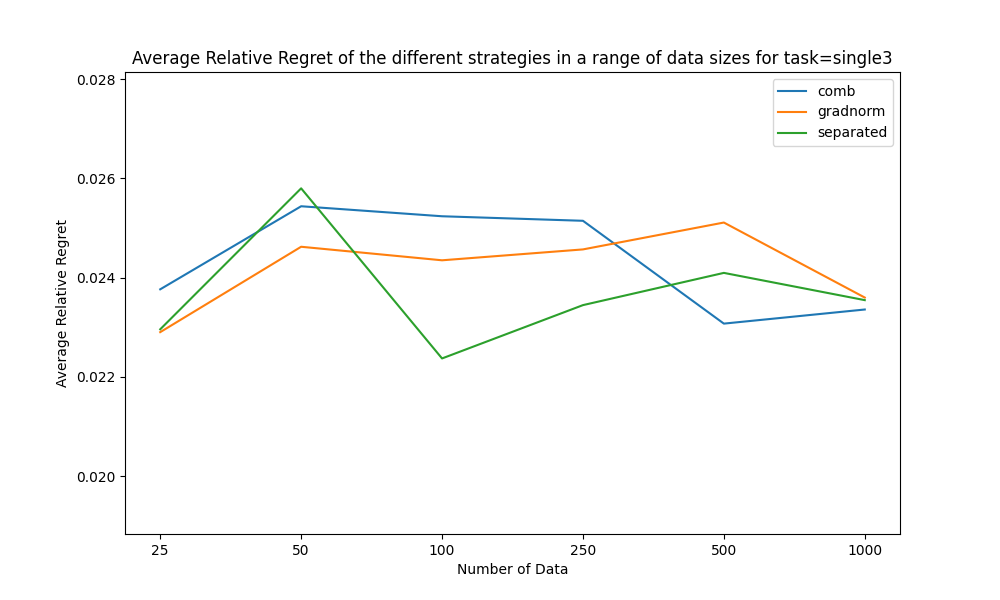 Average Relative Regret of the different strategies in a range of data sizes for task=single3
comb
gradnorm
separated
Average Relative Regret
0.028
0.026
0.024
0.022
0.020
25 50 100 250 500 1000
Number of Data